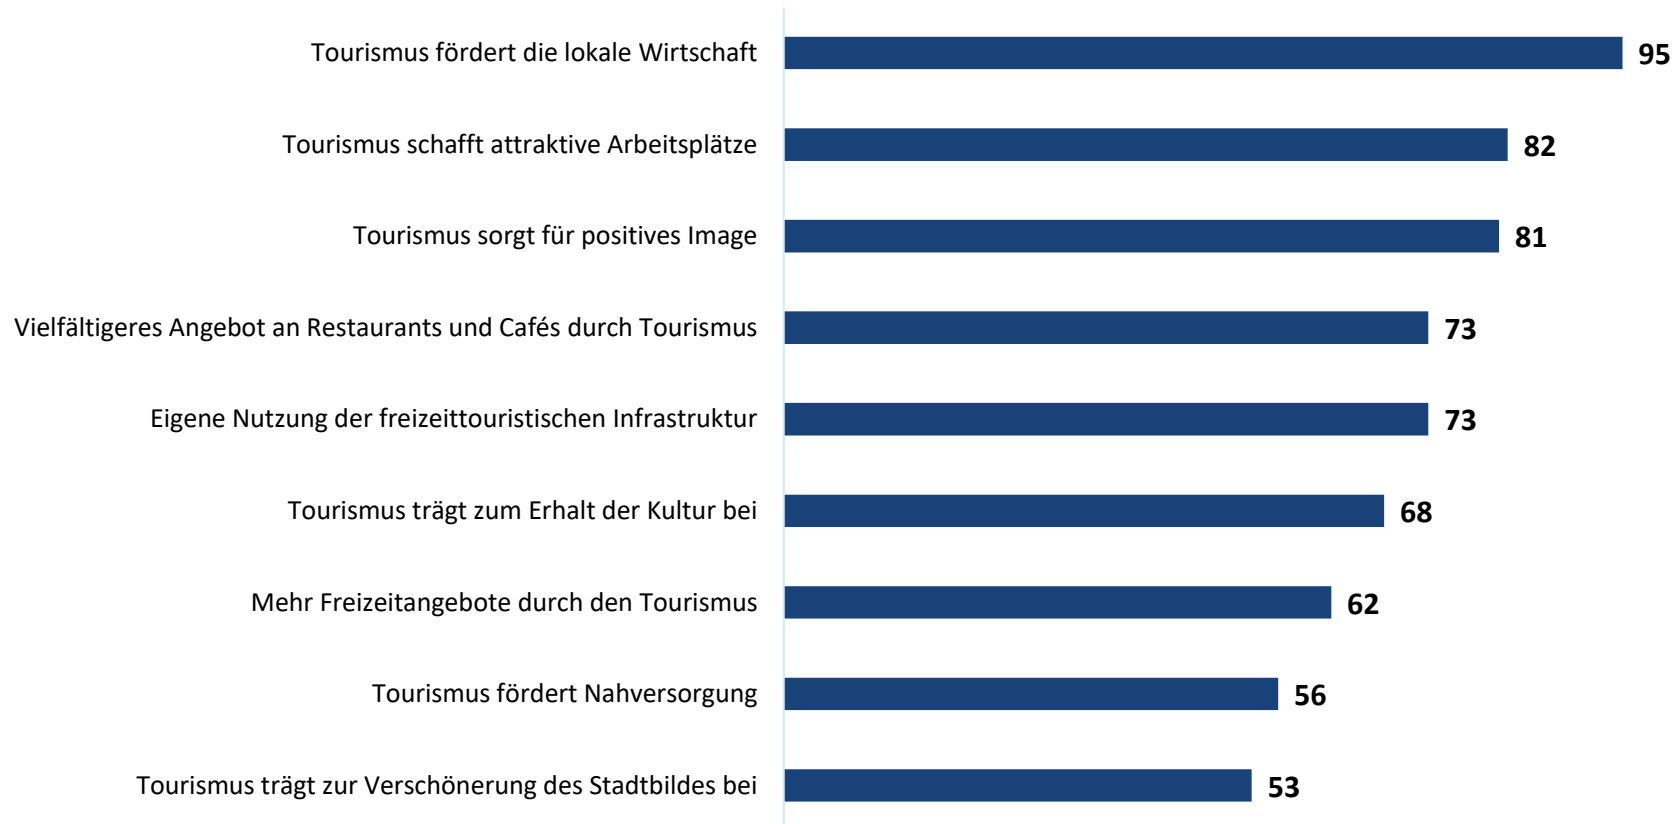 Tourismus fördert die lokale Wirtschaft 95
Tourismus schafft attraktive Arbeitsplätze 82
Tourismus sorgt für positives Image 81
Vielfältigeres Angebot an Restaurants und Cafés durch Tourismus 73
Eigene Nutzung der freizeittouristischen Infrastruktur 73
Tourismus trägt zum Erhalt der Kultur bei 68
Mehr Freizeitangebote durch den Tourismus 62
Tourismus fördert Nahversorgung 56
Tourismus trägt zur Verschönerung des Stadtbildes bei 53